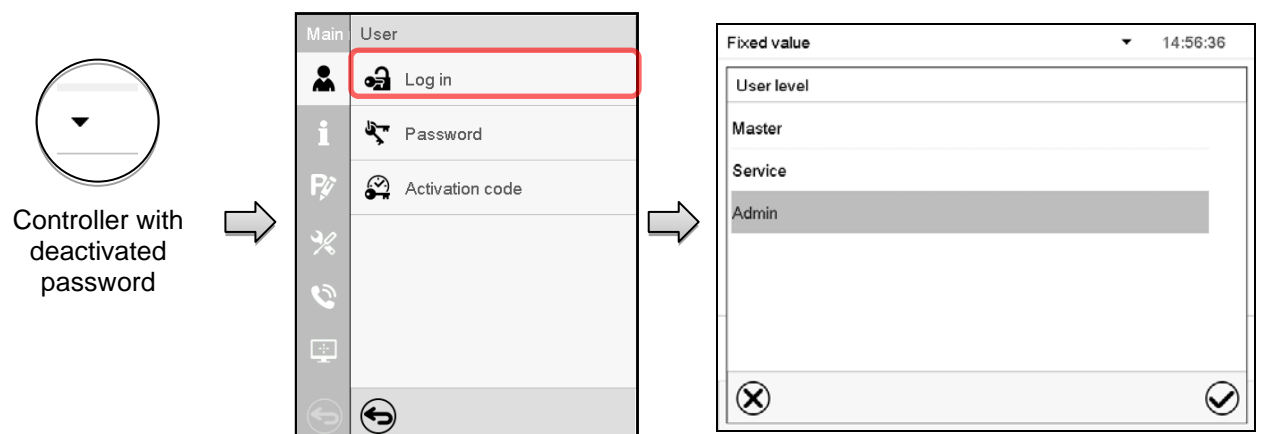 Controller with
deactivated
password
Main
User
Log in
Password
Activation code
Fixed value
14:56:36
User level
Master
Service
Admin